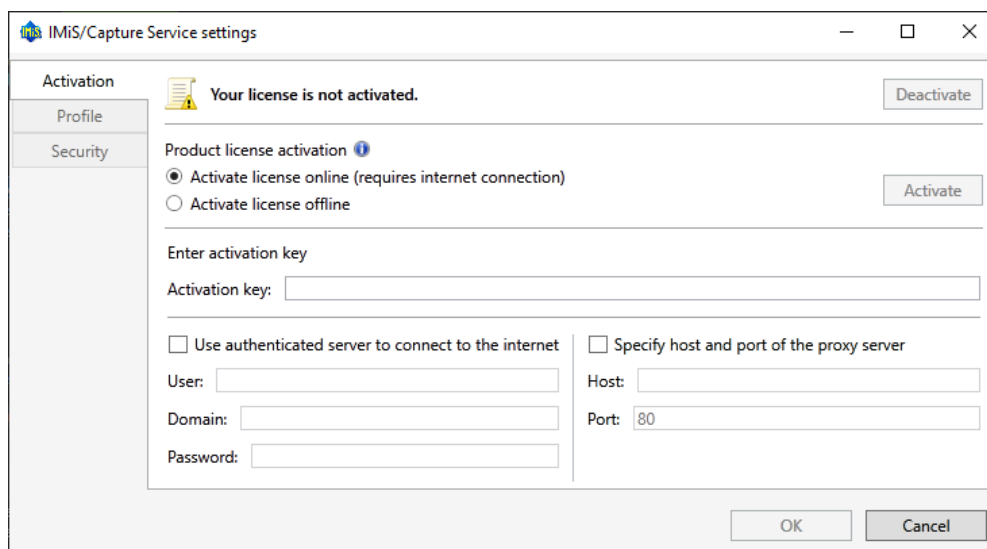 IMiS IMiS/Capture Service settings
Activation
Profile
Security
Your license is not activated.
Deactivate
Product license activation
Activate license online (requires internet connection)
Activate license offline
Activate
Enter activation key
Activation key:
Use authenticated server to connect to the internet
User:
Domain:
Password:
Specify host and port of the proxy server
Host:
Port: 80
OK
Cancel